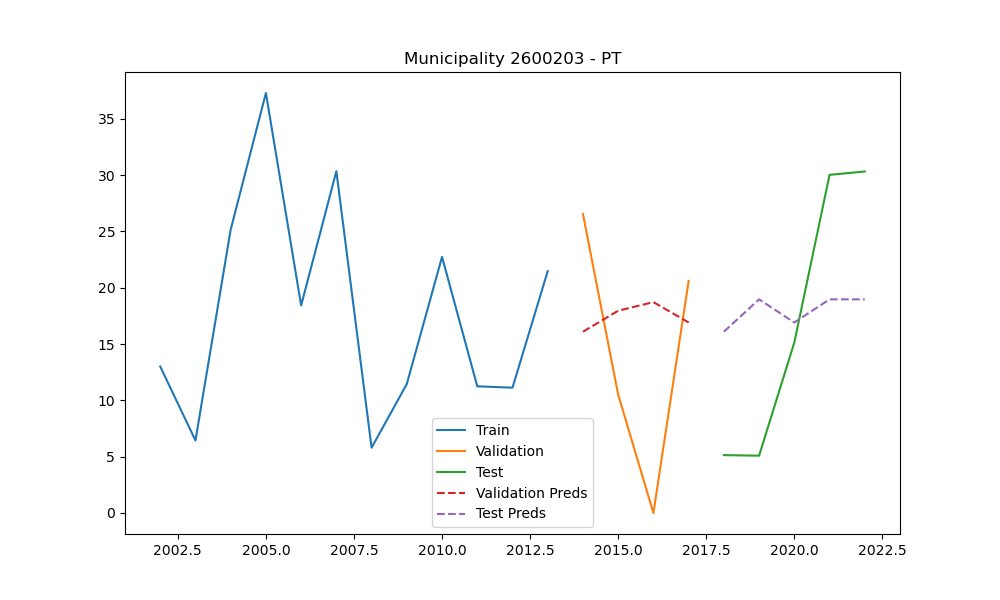 Municipality 2600203 - PT
35
30
25
20
15
10
5
0
Train
Validation
Test
Validation Preds
Test Preds
2002.5 2005.0 2007.5 2010.0 2012.5 2015.0 2017.5 2020.0 2022.5